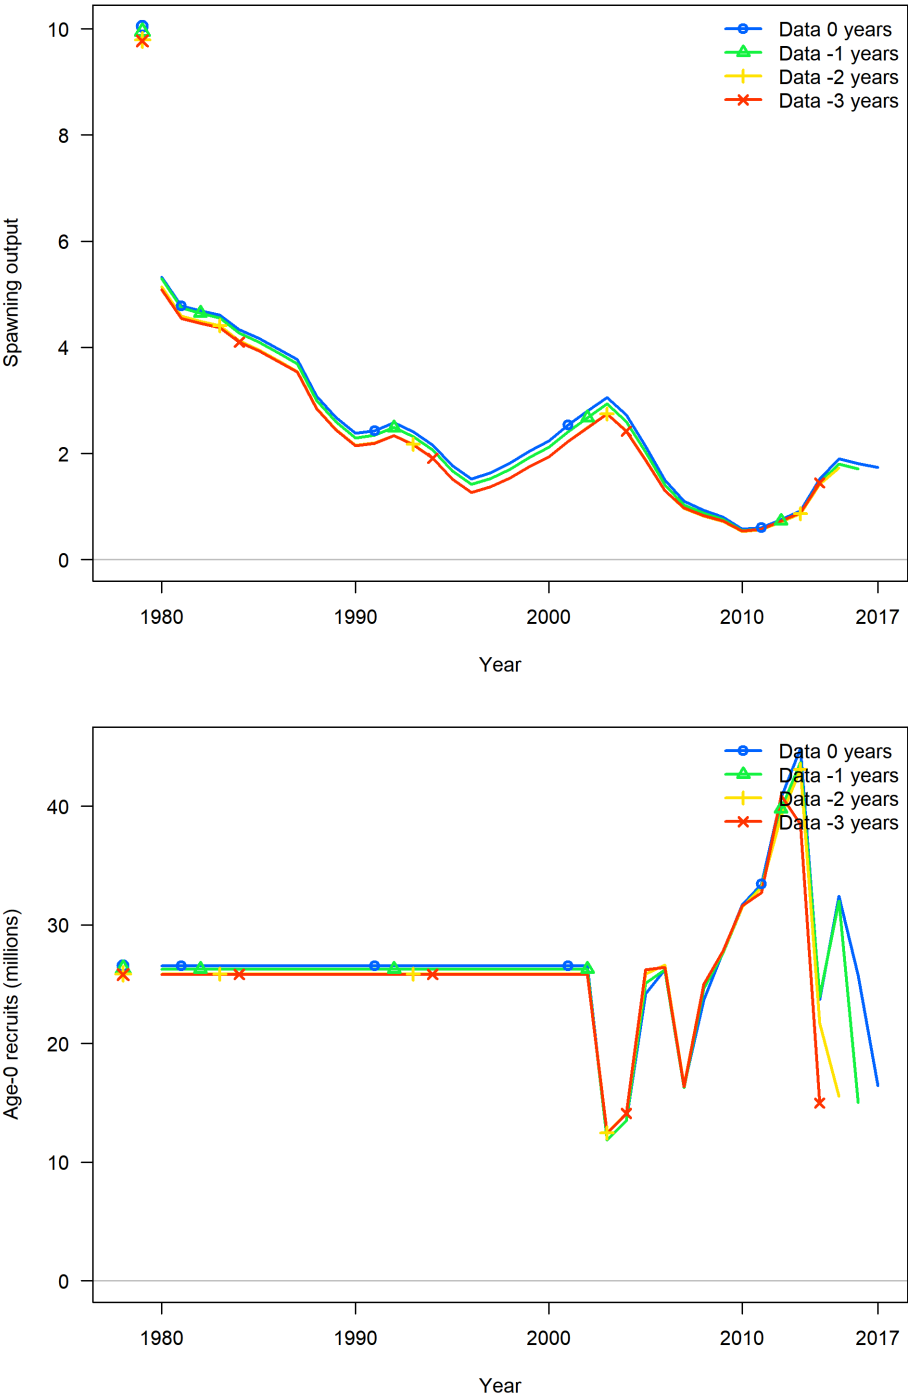 Data 0 years
Data -1 years
Data -2 years
Data -3 years
10
8
6
4
2
0
Spawning output
1980 1990 2000 2010 2017
Year
Data 0 years
Data -1 years
Data -2 years
Data -3 years
40
30
20
10
0
Age-0 recruits (millions)
1980 1990 2000 2010 2017
Year